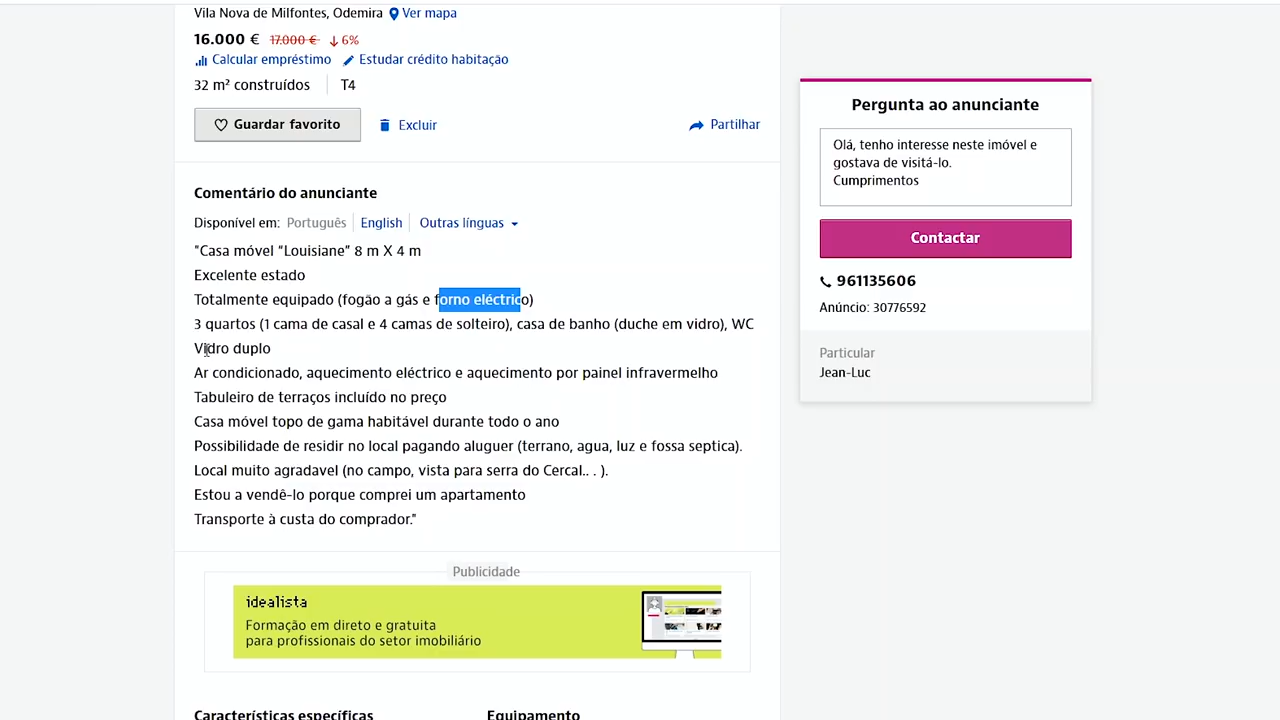 Vila Nova de Milfontes, Odemira Ver mapa
16.000 € 17.000 € 6%
Calcular empréstimo Estudar crédito habitação
32 m² construídos T4
Guardar favorito Excluir Partilhar
Comentário do anunciante
Disponível em: Português English Outras línguas
"Casa móvel "Louisiane" 8 m X 4 m
Excelente estado
Totalmente equipado (fogão a gás e forno eléctrico)
3 quartos (1 cama de casal e 4 camas de solteiro), casa de banho (duche em vidro), WC
Vidro duplo
Ar condicionado, aquecimento eléctrico e aquecimento por painel infravermelho
Tabuleiro de terraços incluído no preço
Casa móvel topo de gama habitável durante todo o ano
Possibilidade de residir no local pagando aluguer (terrano, agua, luz e fossa septica).
Local muito agradavel (no campo, vista para serra do Cercal.. . ).
Estou a vendê-lo porque comprei um apartamento
Transporte à custa do comprador."
Publicidade
idealista
Formação em direto e gratuita
para profissionais do setor imobiliário
Características específicas Equipamento
Pergunta ao anunciante
Olá, tenho interesse neste imóvel e
gostava de visitá-lo.
Cumprimentos
Contactar
961135606
Anúncio: 30776592
Particular
Jean-Luc